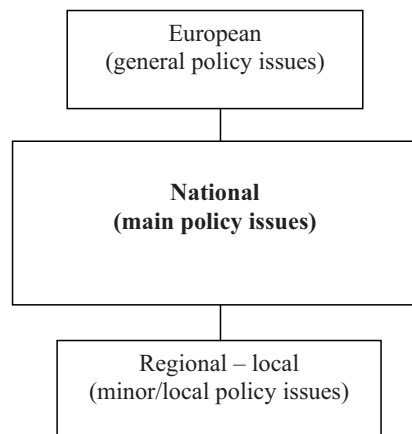 European
(general policy issues)
National
(main policy issues)
Regional – local
(minor/local policy issues)